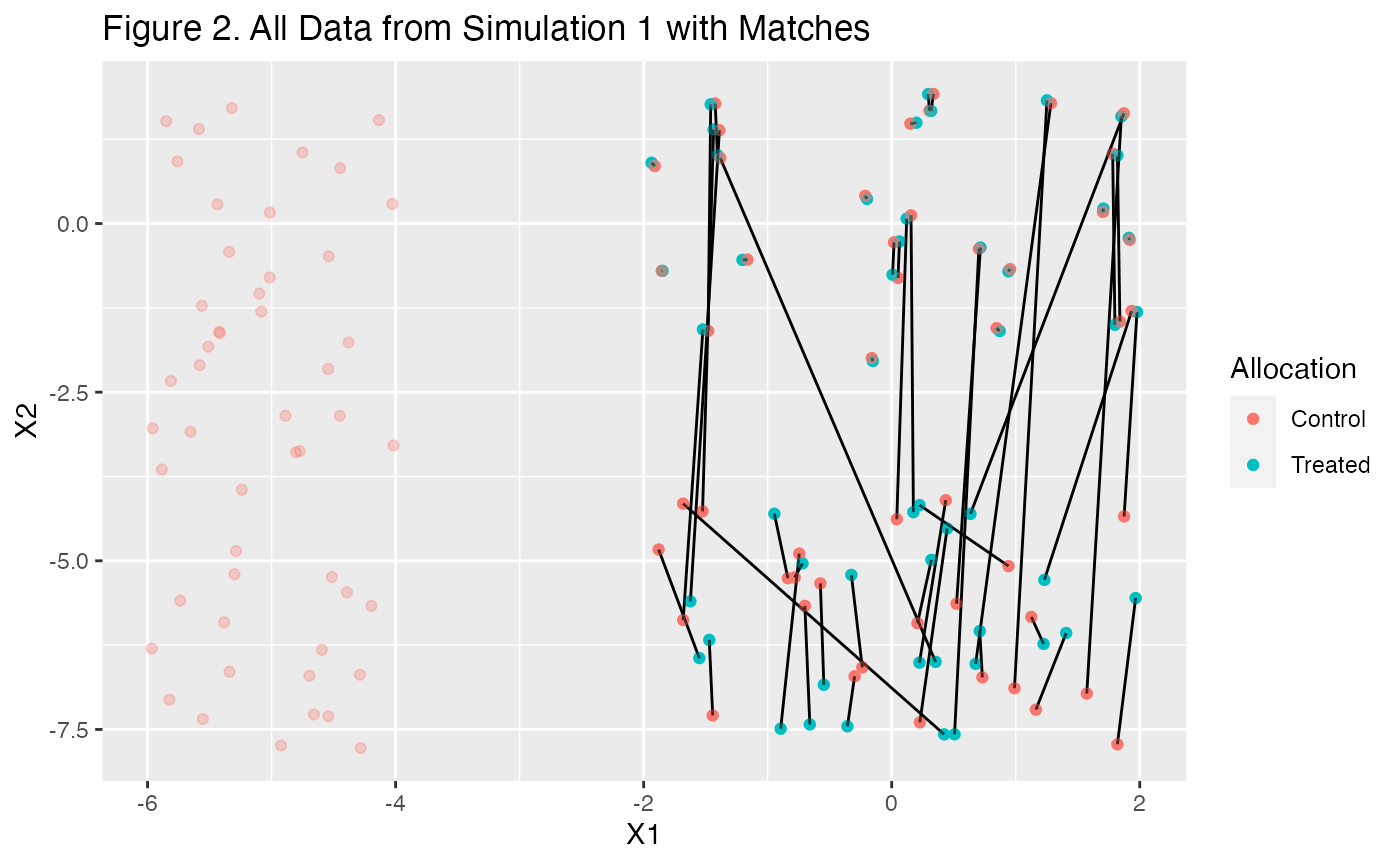 Figure 2. All Data from Simulation 1 with Matches
0.0
-2.5
-5.0
-7.5
X2
-6
-4
-2
0
2
X1
Allocation
Control
Treated